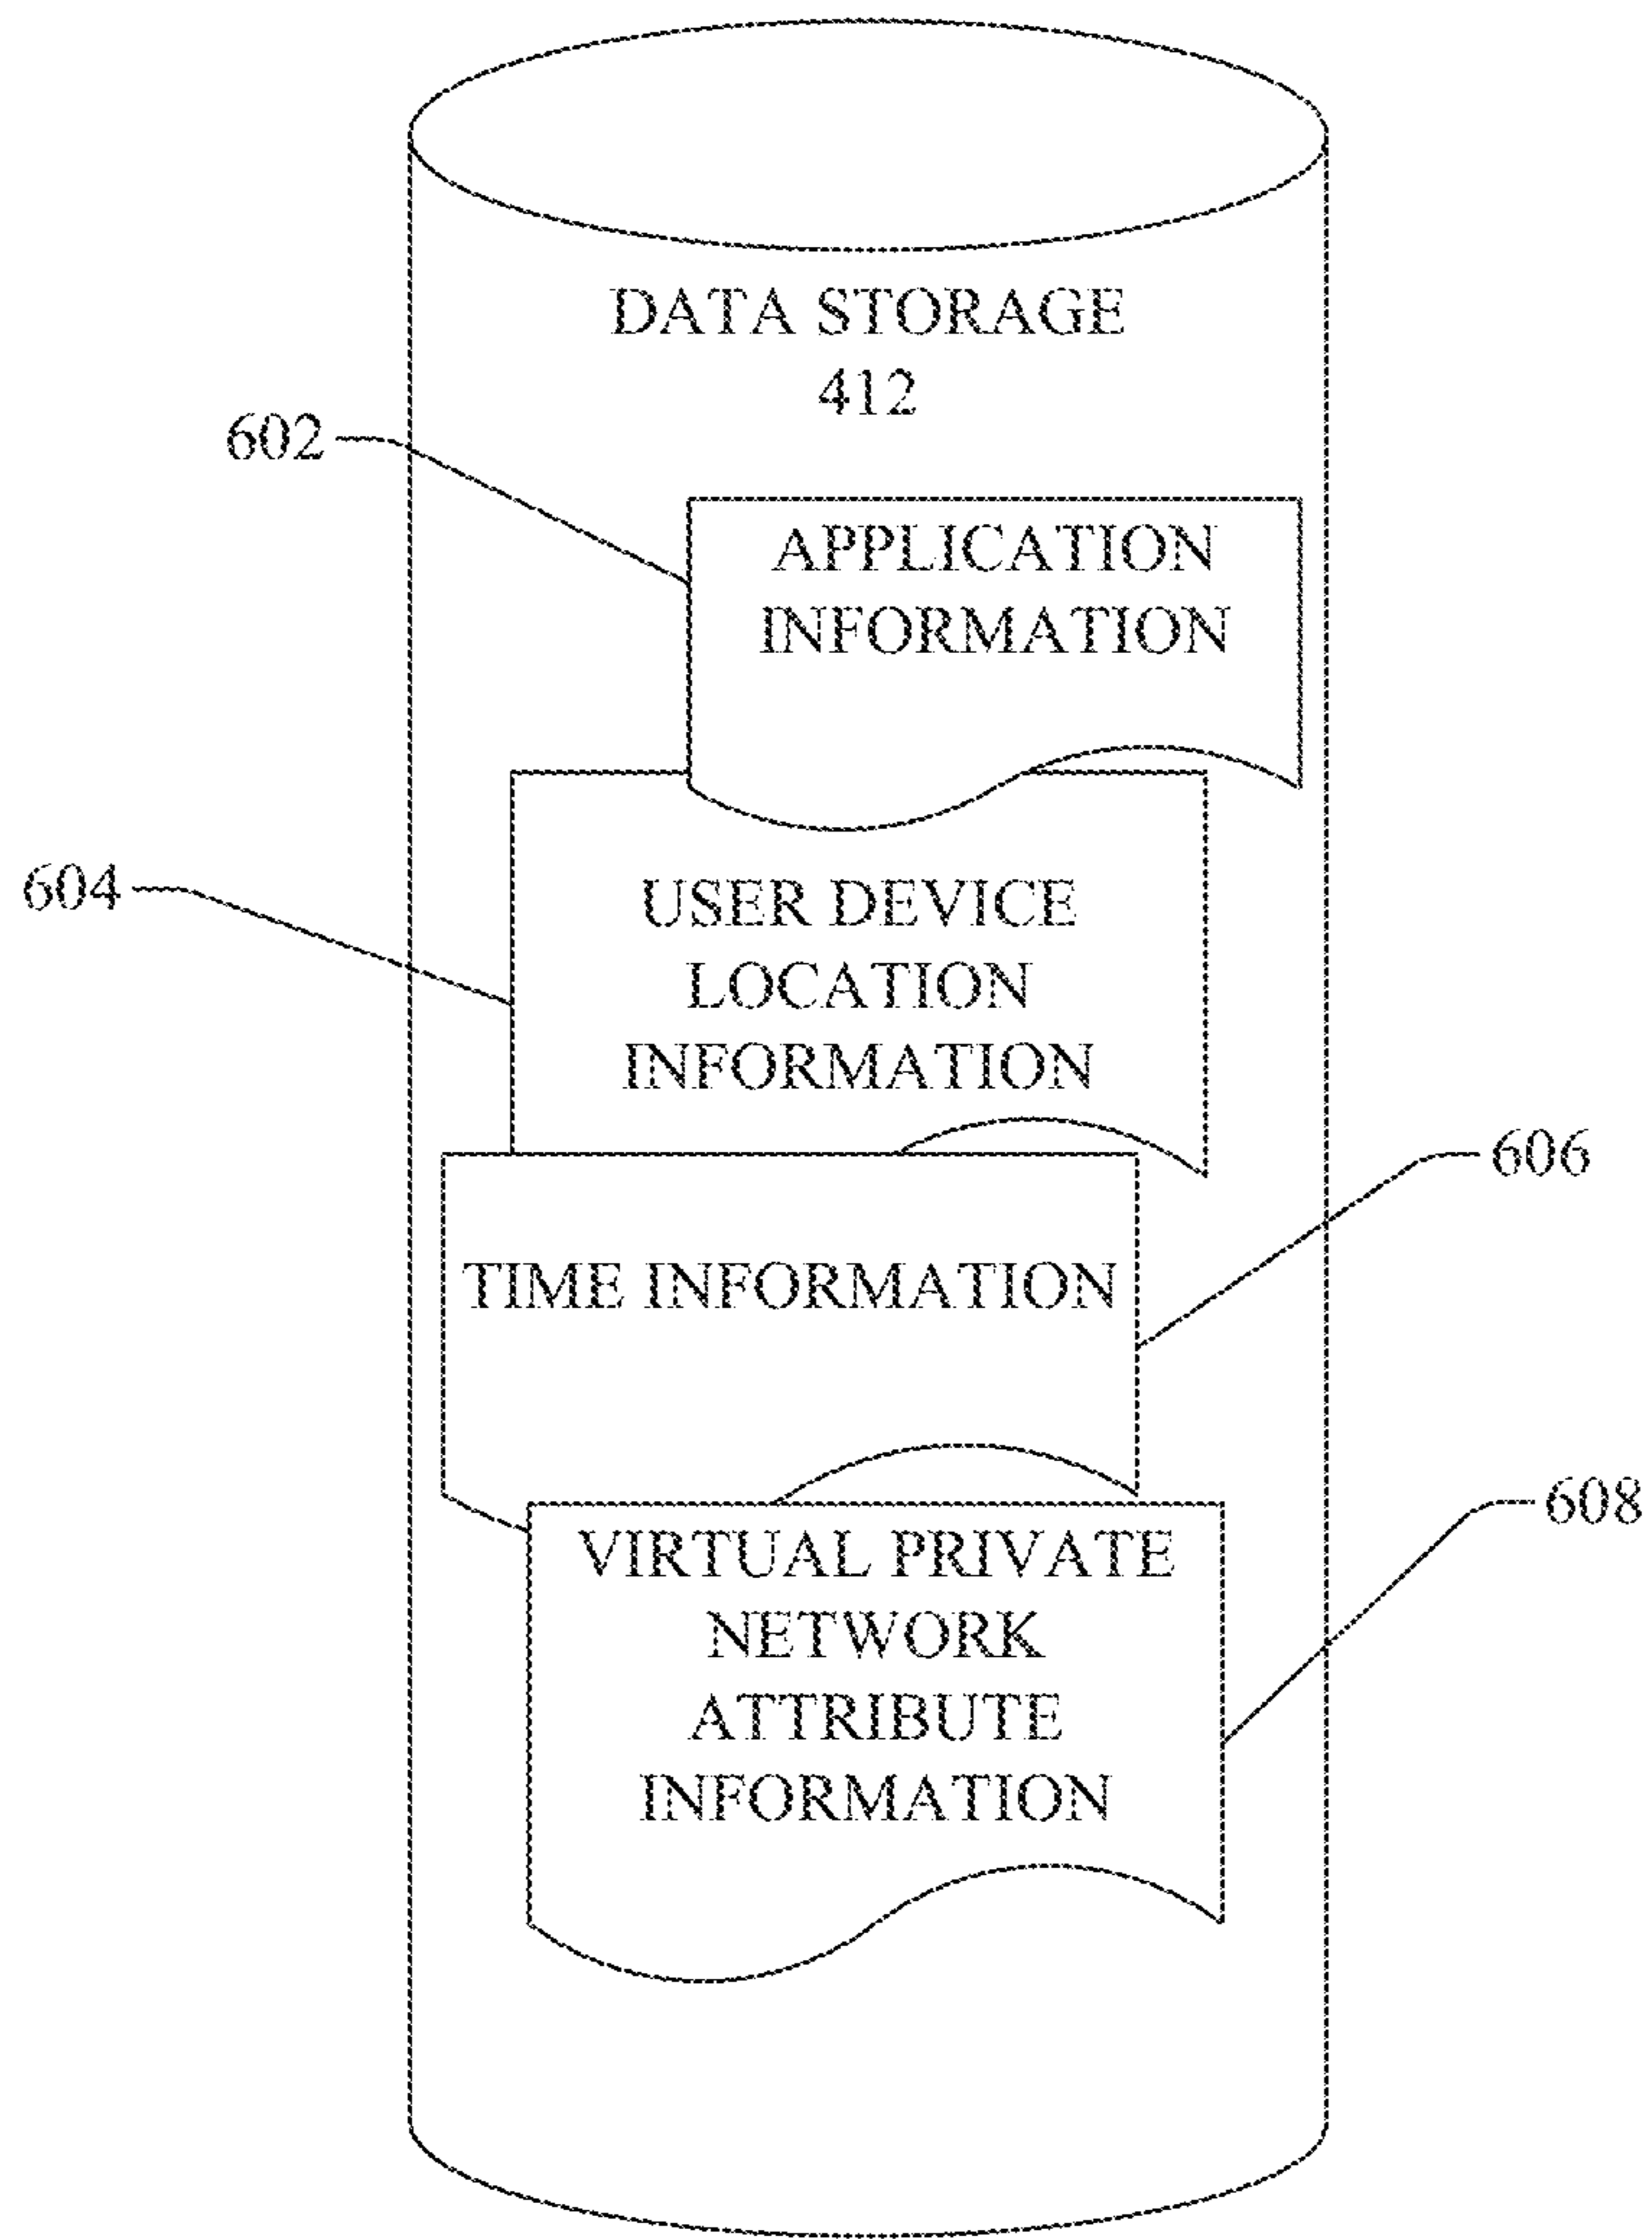 DATA STORAGE
412
602
APPLICATION
INFORMATION
604
USER DEVICE
LOCATION
INFORMATION
606
TIME INFORMATION
608
VIRTUAL PRIVATE
NETWORK
ATTRIBUTE
INFORMATION